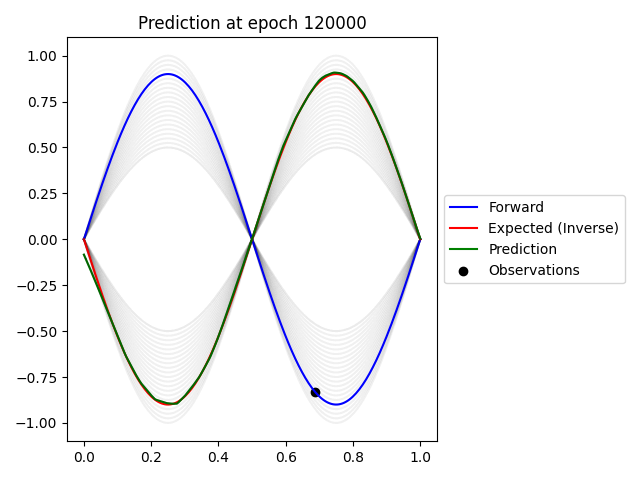 Prediction at epoch 120000
1.00
0.75
0.50
0.25
0.00
-0.25
-0.50
-0.75
-1.00
0.0 0.2 0.4 0.6 0.8 1.0
Forward
Expected (Inverse)
Prediction
Observations